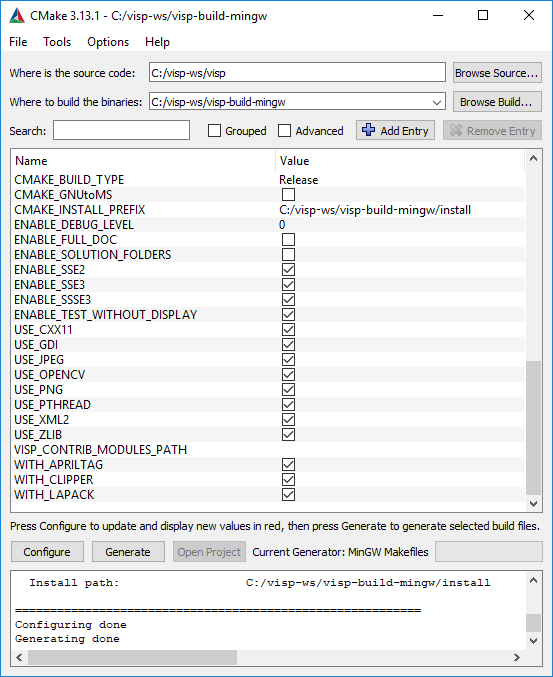 CMake 3.13.1 - C:/visp-ws/visp-build-mingw
File Tools Options Help
Where is the source code: C:/visp-ws/visp Browse Source...
Where to build the binaries: C:/visp-ws/visp-build-mingw Browse Build...
Search: Grouped Advanced Add Entry Remove Entry
Name Value
CMAKE_BUILD_TYPE Release
CMAKE_GNUtoMS
CMAKE_INSTALL_PREFIX C:/visp-ws/visp-build-mingw/install
ENABLE_DEBUG_LEVEL 0
ENABLE_FULL_DOC
ENABLE_SOLUTION_FOLDERS
ENABLE_SSE2
ENABLE_SSE3
ENABLE_SSSE3
ENABLE_TEST_WITHOUT_DISPLAY
USE_CXX11
USE_GDI
USE_JPEG
USE_OPENCV
USE_PNG
USE_PTHREAD
USE_XML2
USE_ZLIB
VISP_CONTRIB_MODULES_PATH
WITH_APRILTAG
WITH_CLIPPER
WITH_LAPACK
Press Configure to update and display new values in red, then press Generate to generate selected build files.
Configure Generate Open Project Current Generator: MinGW Makefiles
Install path: C:/visp-ws/visp-build-mingw/install
==========================================================
Configuring done
Generating done